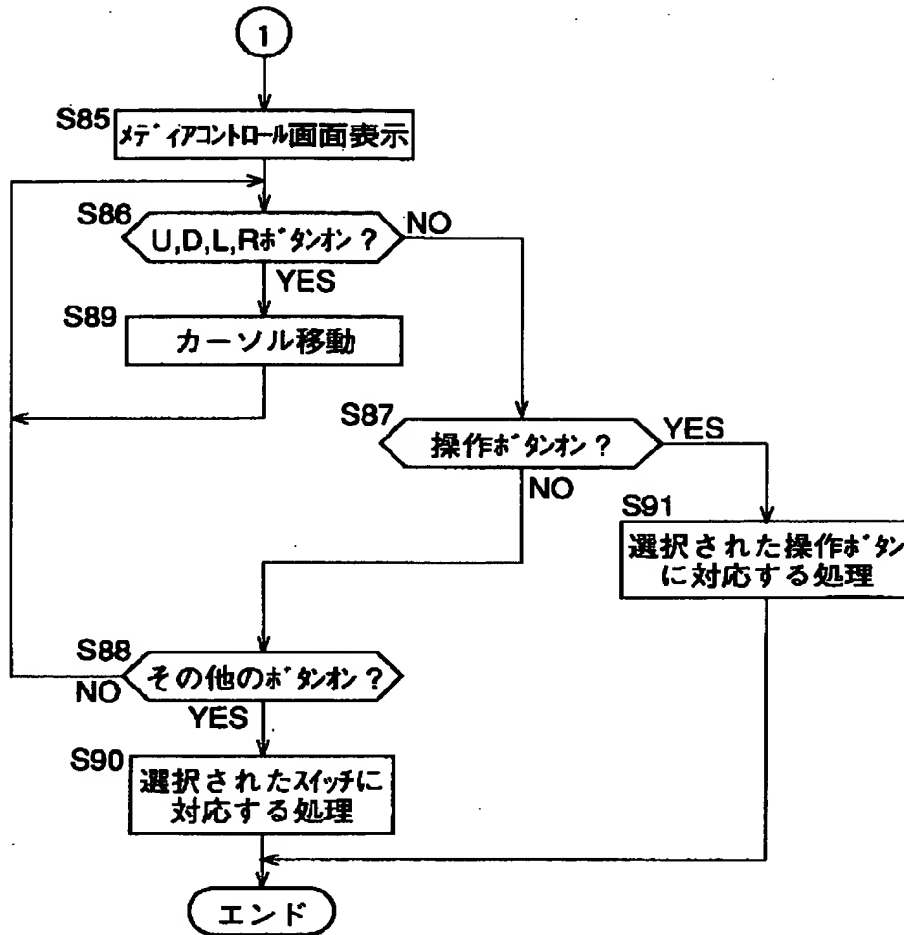 1
S85
メディアコントロール画面表示
S86
U,D,L,Rボタンオン？
NO
YES
S89
カーソル移動
S87
操作ボタンオン？
YES
NO
S91
選択された操作ボタン
に対応する処理
S88
その他のボタンオン？
NO
YES
S90
選択されたスイッチに
対応する処理
エンド